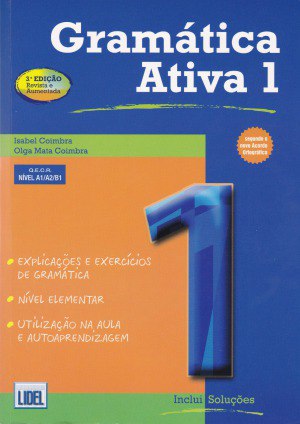 Gramática
Ativa 1
3ª EDIÇÃO
Revista e
Aumentada
Isabel Coimbra
Olga Mata Coimbra
segundo o
novo Acordo
Ortográfico
Q.E.C.R.
NÍVEL A1/A2/B1
1
EXPLICAÇÕES E EXERCÍCIOS
DE GRAMÁTICA
NÍVEL ELEMENTAR
UTILIZAÇÃO NA AULA
E AUTOAPRENDIZAGEM
LIDEL
Inclui Soluções